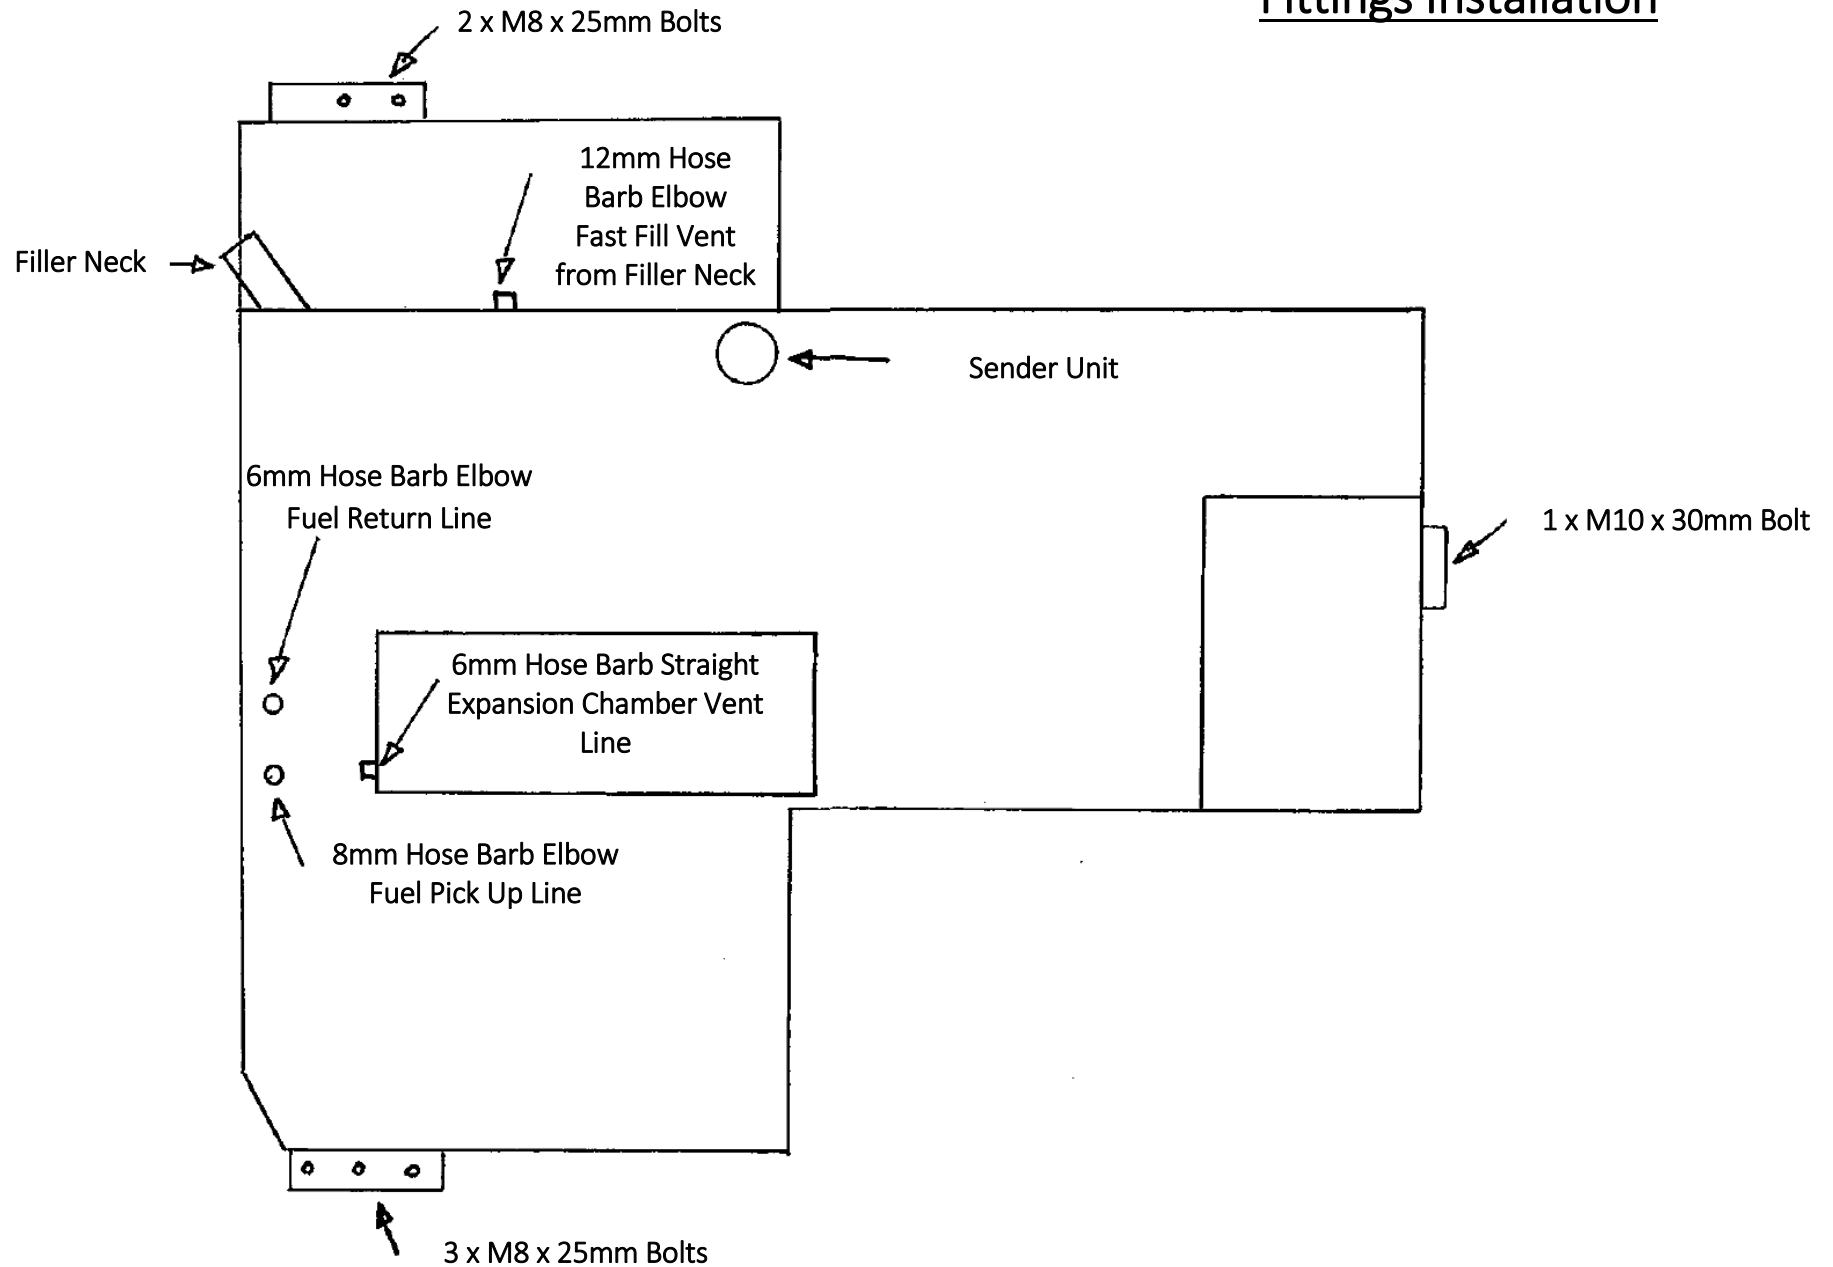 Fittings Installation
2 x M8 x 25mm Bolts
12mm Hose
Barb Elbow
Fast Fill Vent
from Filler Neck
Filler Neck
Sender Unit
6mm Hose Barb Elbow
Fuel Return Line
1 x M10 x 30mm Bolt
6mm Hose Barb Straight
Expansion Chamber Vent
Line
8mm Hose Barb Elbow
Fuel Pick Up Line
3 x M8 x 25mm Bolts